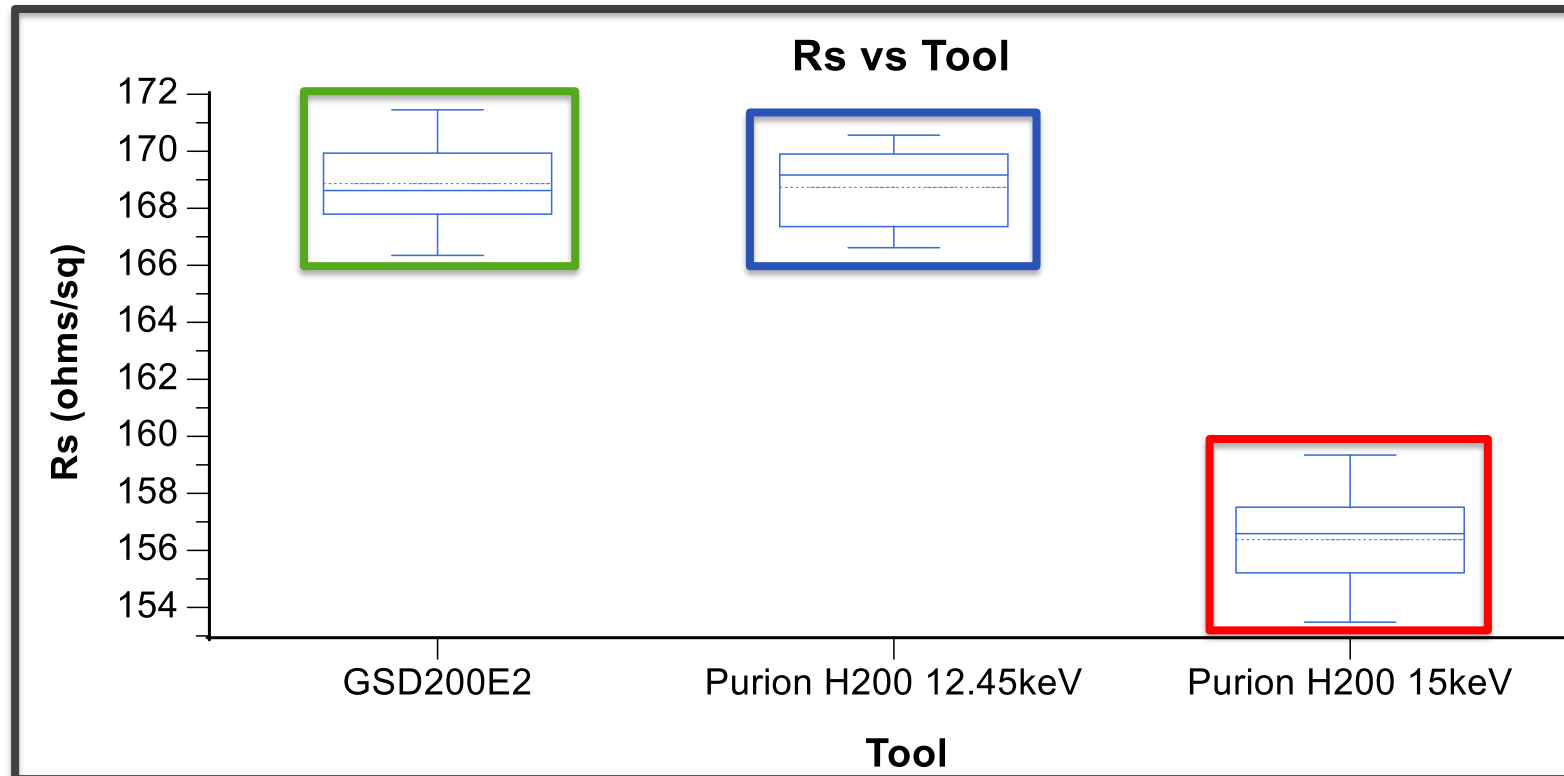 Rs vs Tool
172
170
168
166
164
162
160
158
156
154
Rs (ohms/sq)
GSD200E2 Purion H200 12.45keV Purion H200 15keV
Tool